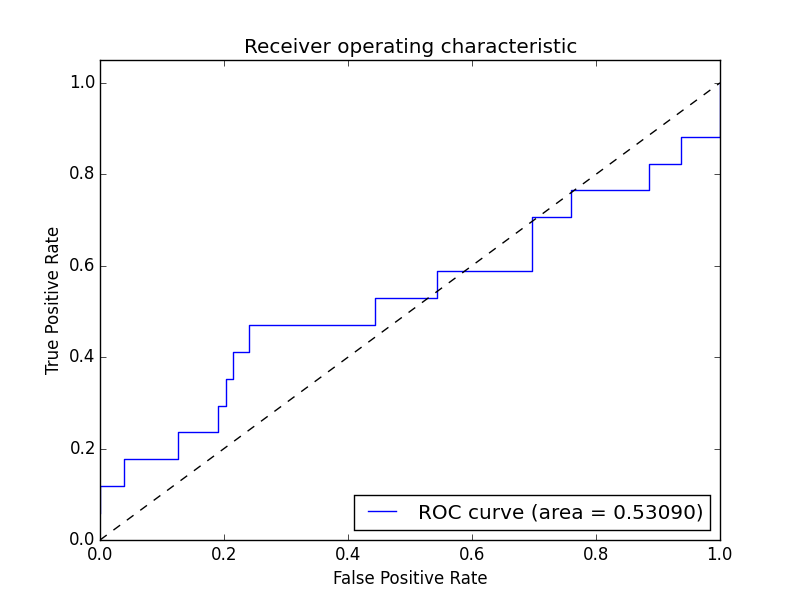 Receiver operating characteristic
1.0
0.8
0.6
0.4
0.2
0.0
True Positive Rate
ROC curve (area = 0.53090)
0.0 0.2 0.4 0.6 0.8 1.0
False Positive Rate